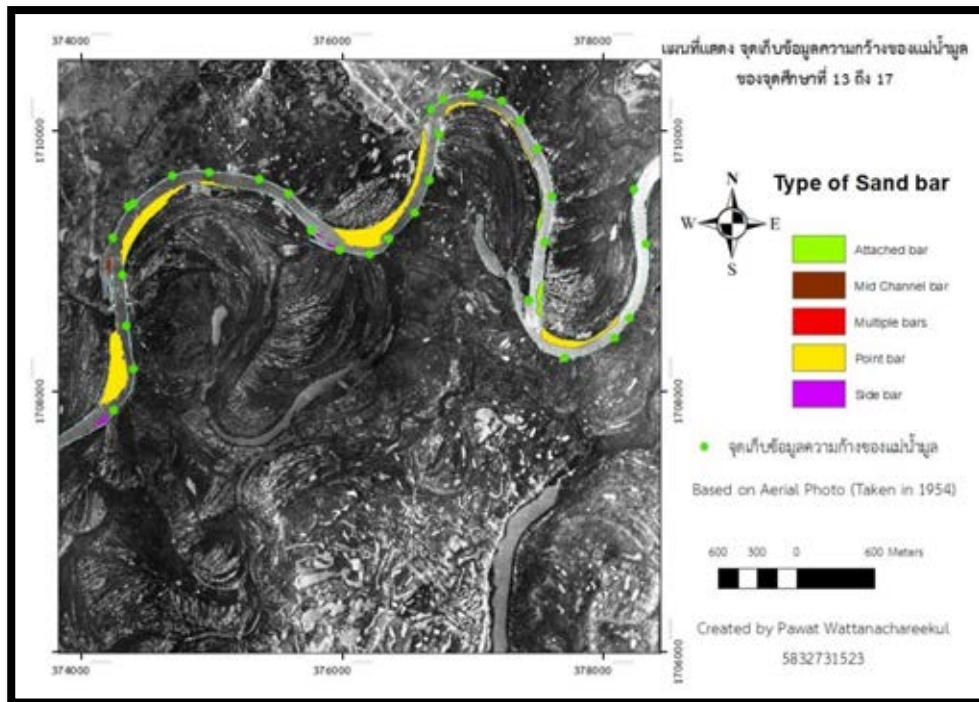 374000
376000
378000
แผนที่แสดง จุดเก็บข้อมูลความกว้างของแม่น้ำมูล
ของจุดศึกษาที่ 13 ถึง 17
1710000
1710000
N
W
E
S
Type of Sand bar
Attached bar
Mid Channel bar
Multiple bars
Point bar
Side bar
1708000
1708000
จุดเก็บข้อมูลความก้างของแม่น้ำมูล
Based on Aerial Photo (Taken in 1954)
600
300
0
600 Meters
Created by Pawat Wattanachareekul
5832731523
1706000
374000
376000
378000